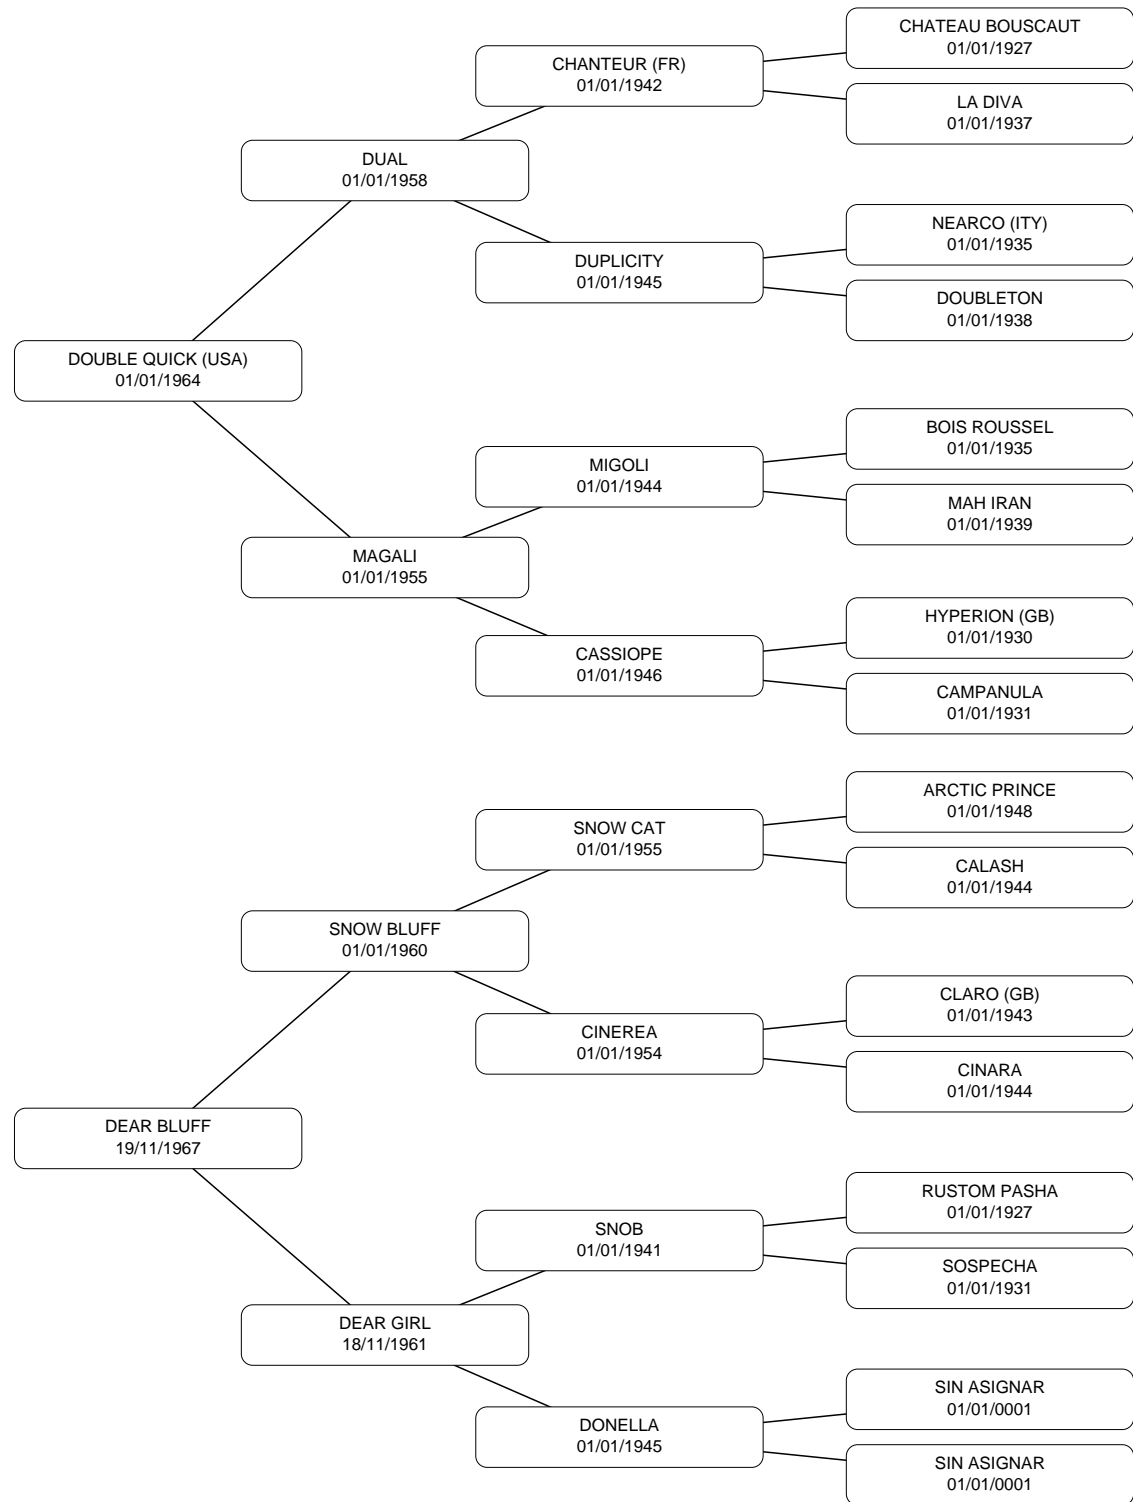 CHATEAU BOUSCAUT
01/01/1927
CHANTEUR (FR)
01/01/1942
LA DIVA
01/01/1937
DUAL
01/01/1958
NEARCO (ITY)
01/01/1935
DUPLICITY
01/01/1945
DOUBLETON
01/01/1938
DOUBLE QUICK (USA)
01/01/1964
BOIS ROUSSEL
01/01/1935
MIGOLI
01/01/1944
MAH IRAN
01/01/1939
MAGALI
01/01/1955
HYPERION (GB)
01/01/1930
CASSIOPE
01/01/1946
CAMPANULA
01/01/1931
ARCTIC PRINCE
01/01/1948
SNOW CAT
01/01/1955
CALASH
01/01/1944
SNOW BLUFF
01/01/1960
CLARO (GB)
01/01/1943
CINEREA
01/01/1954
CINARA
01/01/1944
DEAR BLUFF
19/11/1967
RUSTOM PASHA
01/01/1927
SNOB
01/01/1941
SOSPECHA
01/01/1931
DEAR GIRL
18/11/1961
SIN ASIGNAR
01/01/0001
DONELLA
01/01/1945
SIN ASIGNAR
01/01/0001